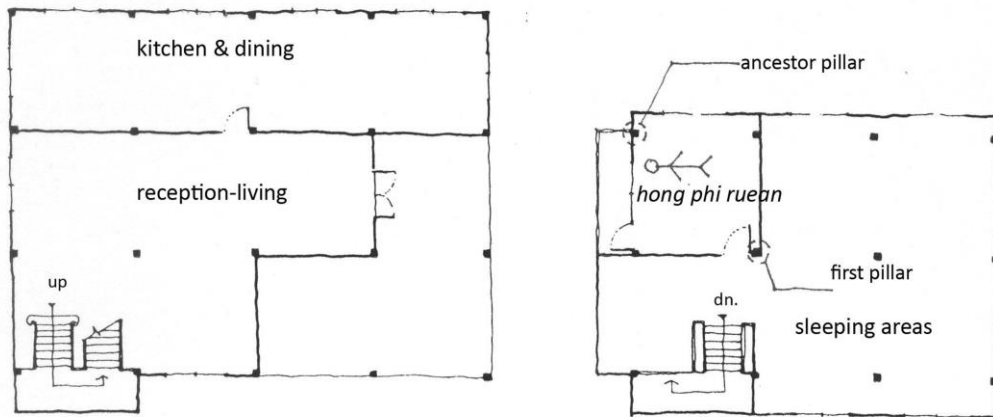 kitchen & dining
reception-living
up
ancestor pillar
hong phi ruean
first pillar
dn.
sleeping areas